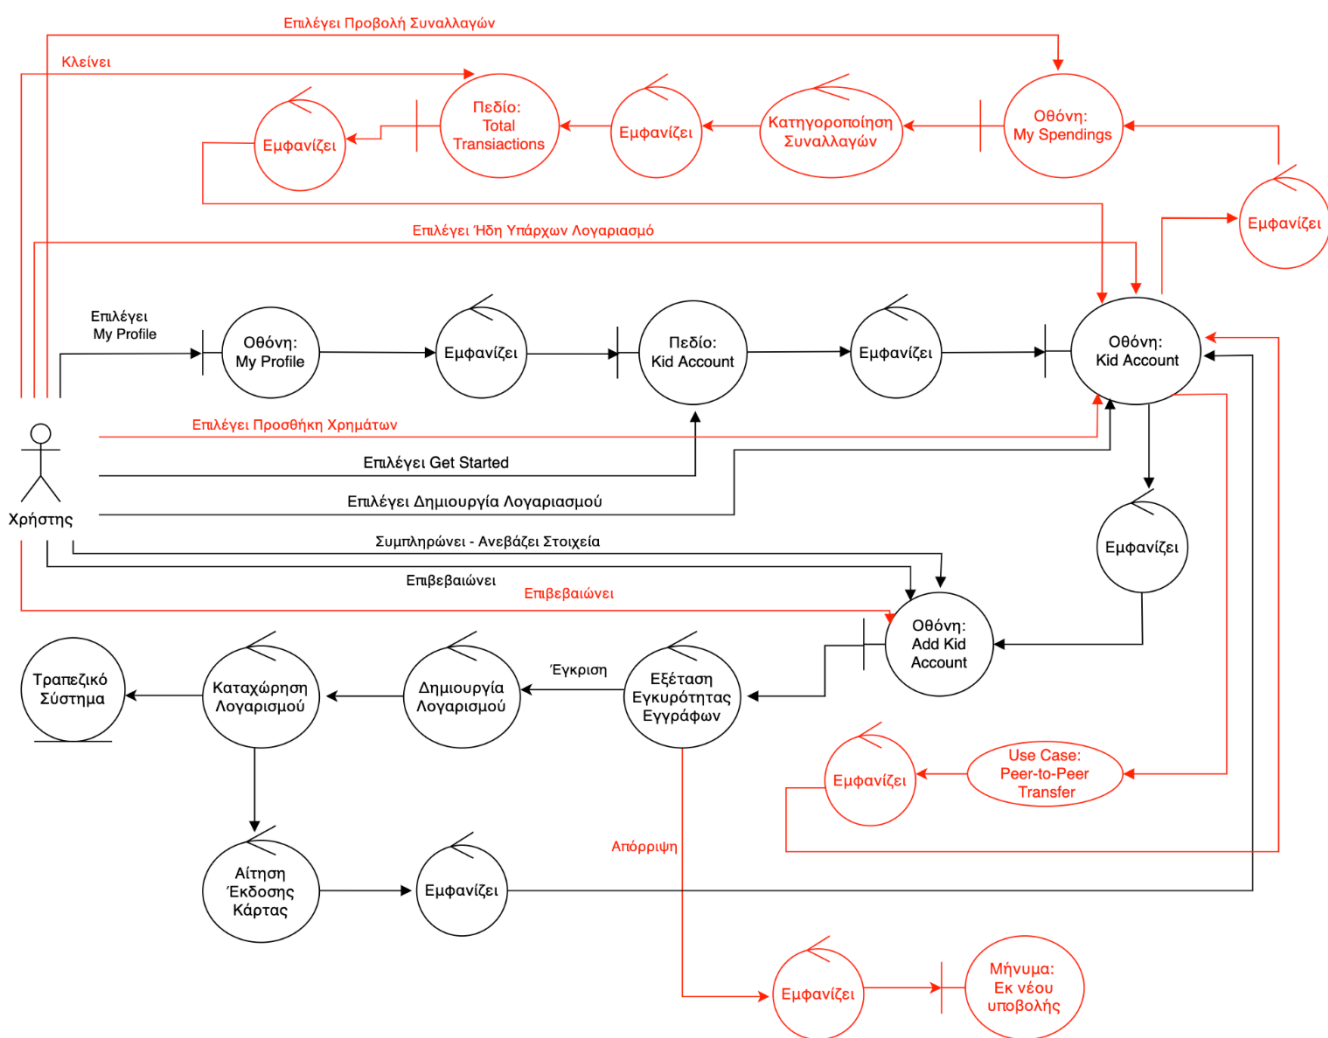 Επιλέγει Προβολή Συναλλαγών
Κλείνει
Εμφανίζει
Πεδίο:
Total
Transiactions
Εμφανίζει
Κατηγοροποίηση
Συναλλαγών
Οθόνη:
My Spendings
Εμφανίζει
Επιλέγει Ήδη Υπάρχων Λογαριασμό
Επιλέγει
My Profile
Οθόνη:
My Profile
Εμφανίζει
Πεδίο:
Kid Account
Εμφανίζει
Οθόνη:
Kid Account
Επιλέγει Προσθήκη Χρημάτων
Επιλέγει Get Started
Επιλέγει Δημιουργία Λογαριασμού
Χρήστης
Συμπληρώνει - Ανεβάζει Στοιχεία
Εμφανίζει
Επιβεβαιώνει
Επιβεβαιώνει
Οθόνη:
Add Kid
Account
Τραπεζικό
Σύστημα
Καταχώρηση
Λογαρισμού
Δημιουργία
Λογαρισμού
Έγκριση
Εξέταση
Εγκυρότητας
Εγγράφων
Εμφανίζει
Use Case:
Peer-to-Peer
Transfer
Απόρριψη
Αίτηση
Έκδοσης
Κάρτας
Εμφανίζει
Εμφανίζει
Μήνυμα:
Εκ νέου
υποβολής